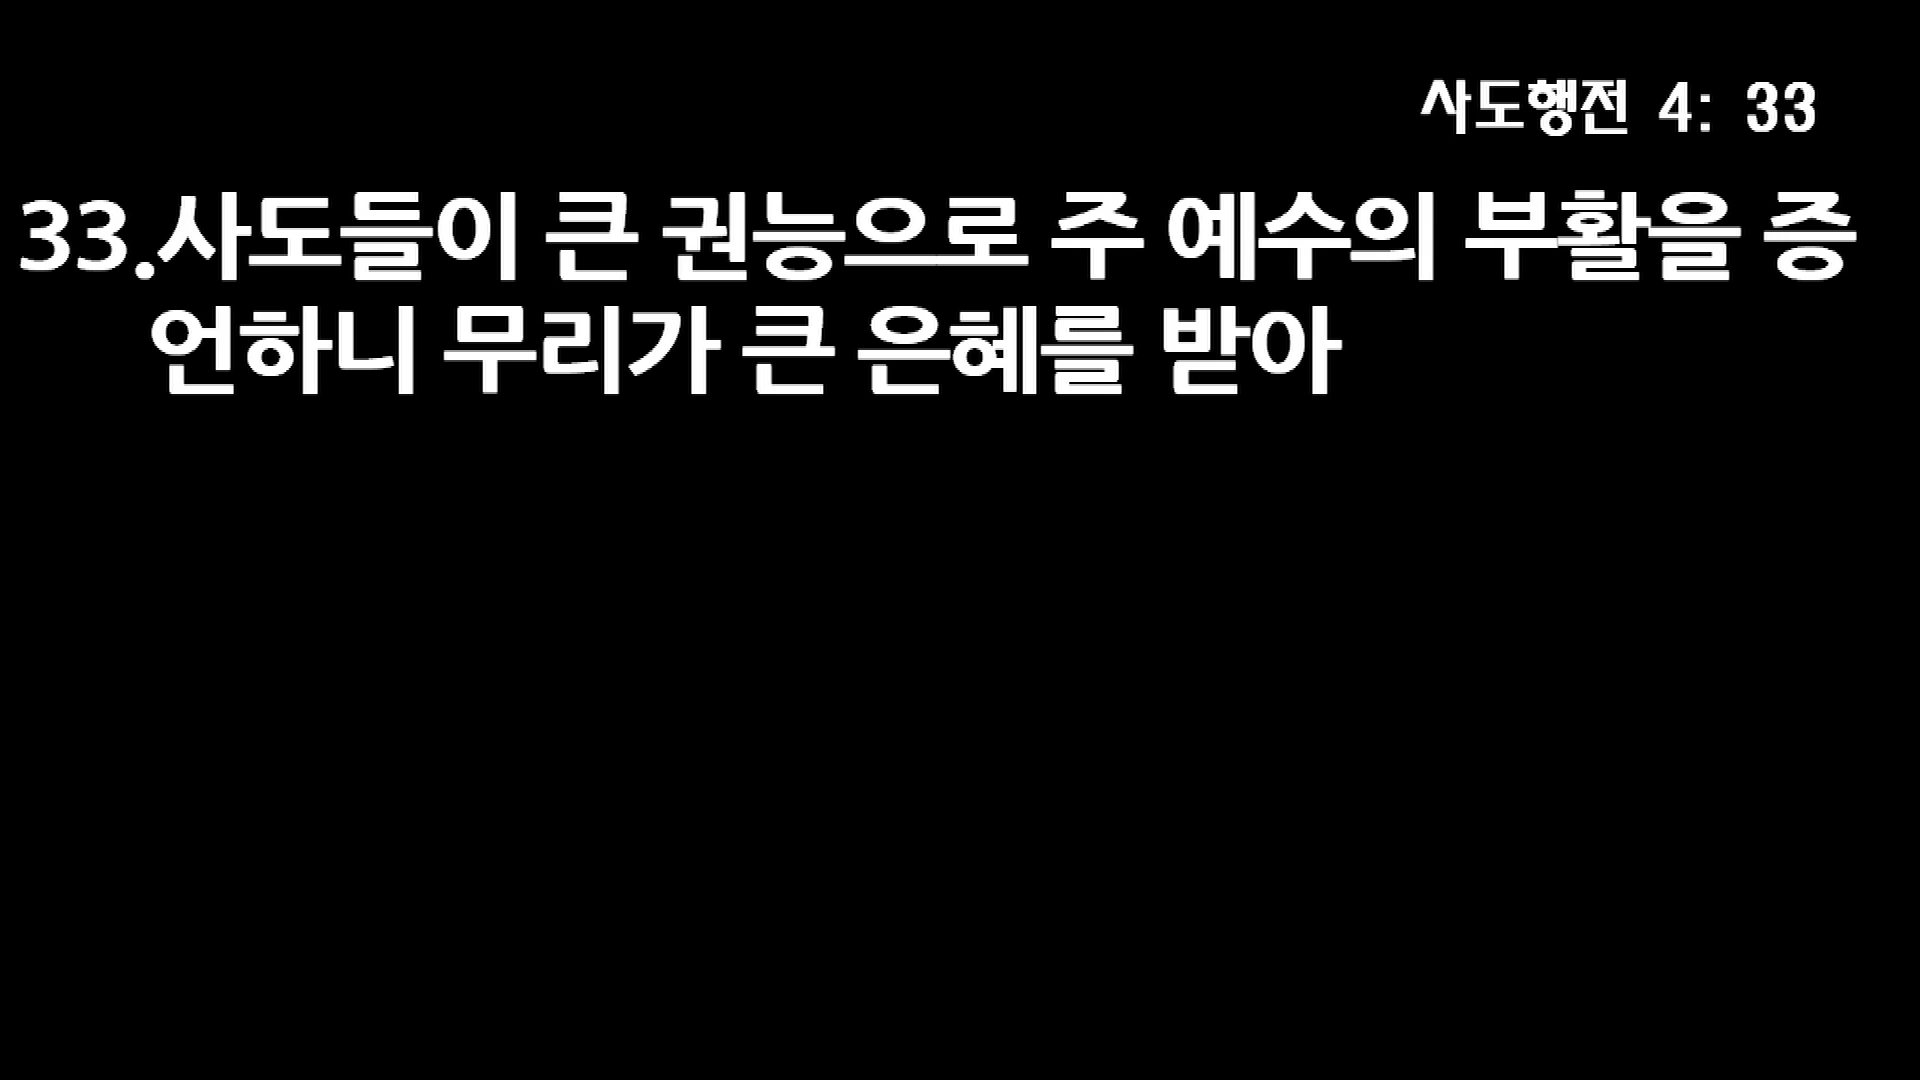 사도행전 4: 33
33.사도들이 큰 권능으로 주 예수의 부활을 증
언하니 무리가 큰 은혜를 받아